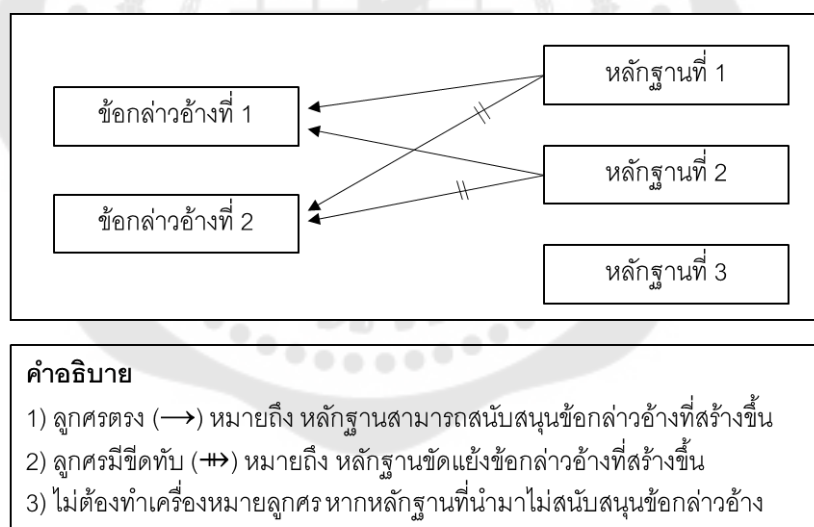 หลักฐานที่ 1
ข้อกล่าวอ้างที่ 1
หลักฐานที่ 2
ข้อกล่าวอ้างที่ 2
หลักฐานที่ 3
คำอธิบาย
1) ลูกศรตรง (→) หมายถึง หลักฐานสามารถสนับสนุนข้อกล่าวอ้างที่สร้างขึ้น
2) ลูกศรมีขีดทับ (⇻) หมายถึง หลักฐานขัดแย้งข้อกล่าวอ้างที่สร้างขึ้น
3) ไม่ต้องทำเครื่องหมายลูกศร หากหลักฐานที่นำมาไม่สนับสนุนข้อกล่าวอ้าง